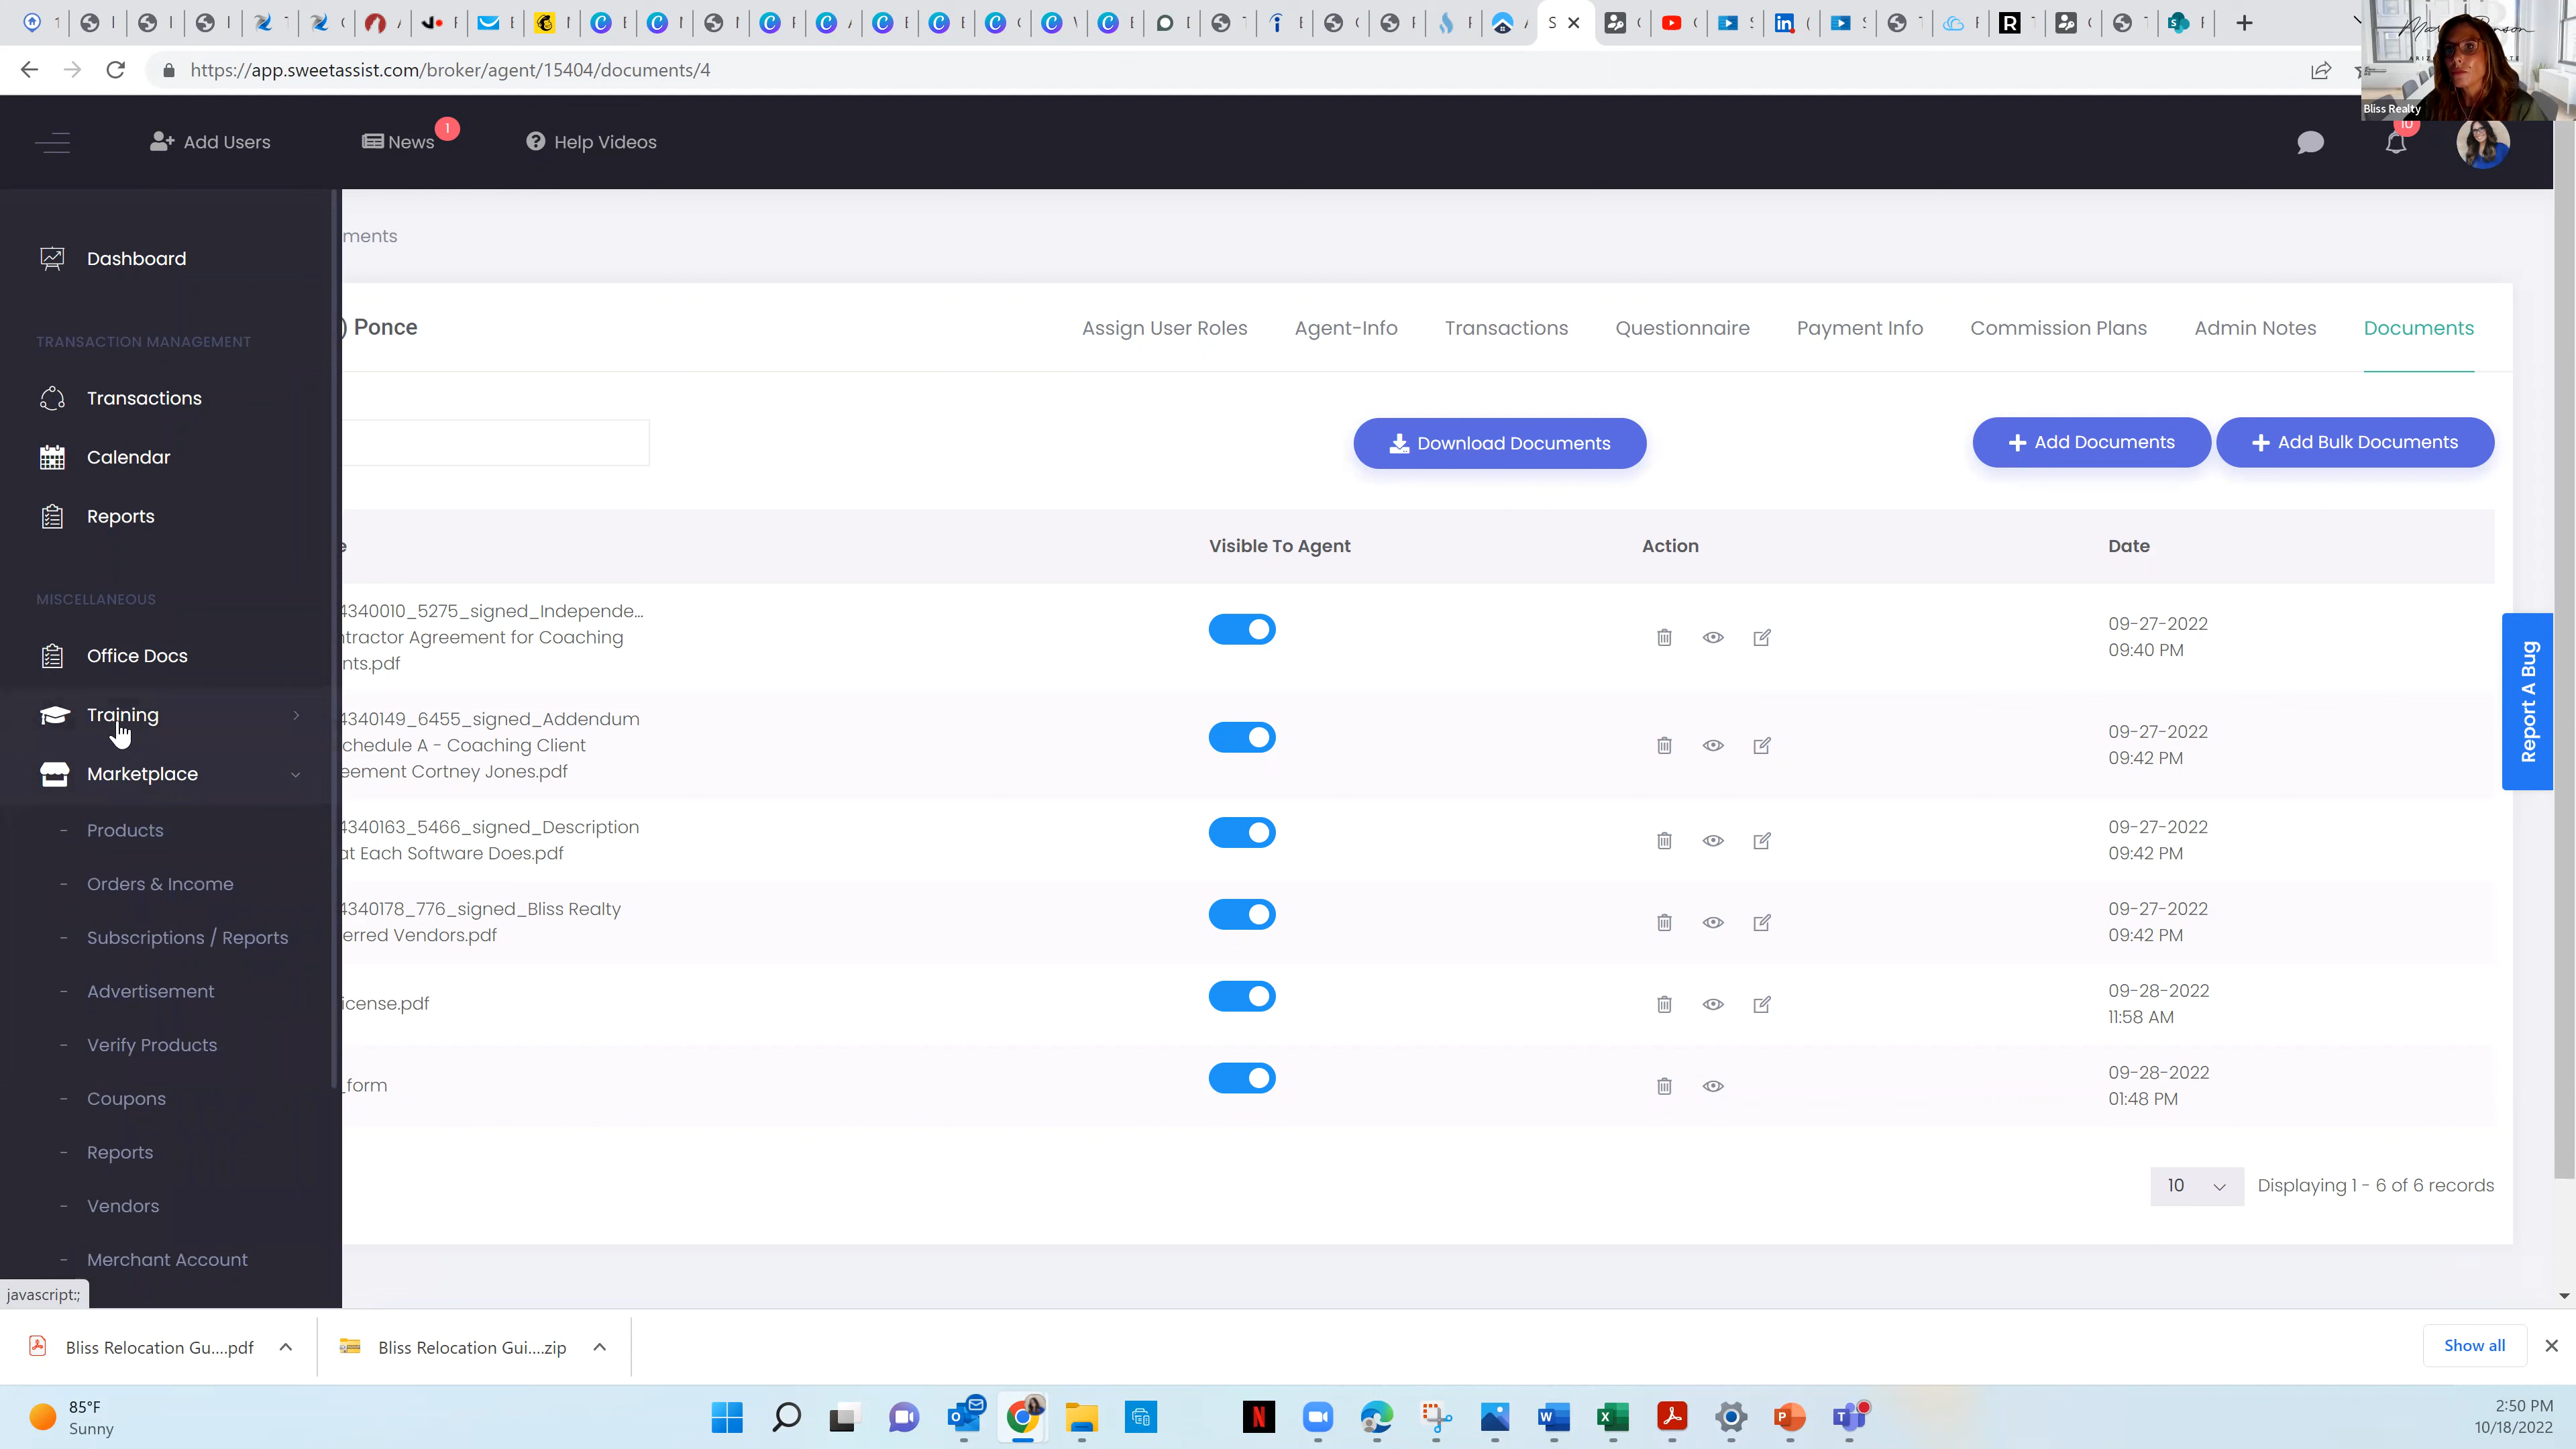 https://app.sweetassist.com/broker/agent/15404/documents/4
Bliss Realty
Add Users
News
1
Help Videos
10
Dashboard
TRANSACTION MANAGEMENT
Transactions
Calendar
Reports
MISCELLANEOUS
Office Docs
Training
Marketplace
- Products
- Orders & Income
- Subscriptions / Reports
- Advertisement
- Verify Products
- Coupons
- Reports
- Vendors
- Merchant Account
javascript:;
ments
) Ponce
Assign User Roles
Agent-Info
Transactions
Questionnaire
Payment Info
Commission Plans
Admin Notes
Documents
Download Documents
+ Add Documents
+ Add Bulk Documents
e
Visible To Agent
Action
Date
4340010_5275_signed_Independe...
ntractor Agreement for Coaching
nts.pdf
09-27-2022
09:40 PM
4340149_6455_signed_Addendum
chedule A - Coaching Client
eement Cortney Jones.pdf
09-27-2022
09:42 PM
4340163_5466_signed_Description
at Each Software Does.pdf
09-27-2022
09:42 PM
4340178_776_signed_Bliss Realty
erred Vendors.pdf
09-27-2022
09:42 PM
icense.pdf
09-28-2022
11:58 AM
_form
09-28-2022
01:48 PM
10
Displaying 1 - 6 of 6 records
Report A Bug
Bliss Relocation Gu....pdf
Bliss Relocation Gui....zip
Show all
85°F
Sunny
2:50 PM
10/18/2022